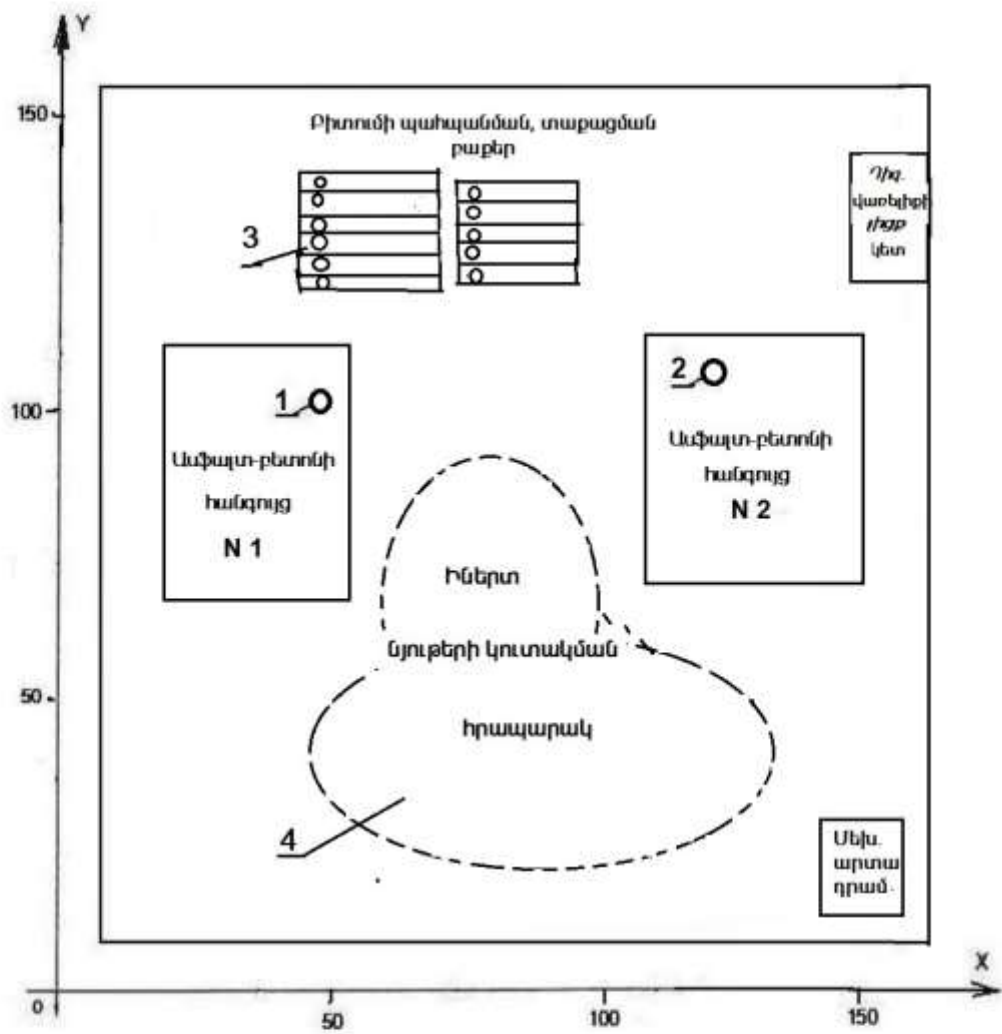 Y
150
Բիտումի պահպանման, տաքացման
բաքեր
Դիզ.
վառելիքի
լիցք
կետ
3
1
2
100
Ասֆալտ-բետոնի
հանգույց
N 1
Ասֆալտ-բետոնի
հանգույց
N 2
Իներտ
նյութերի կուտակման
հրապարակ
50
4
Մեխ.
արտա
դրամ.
0
50
100
150
X